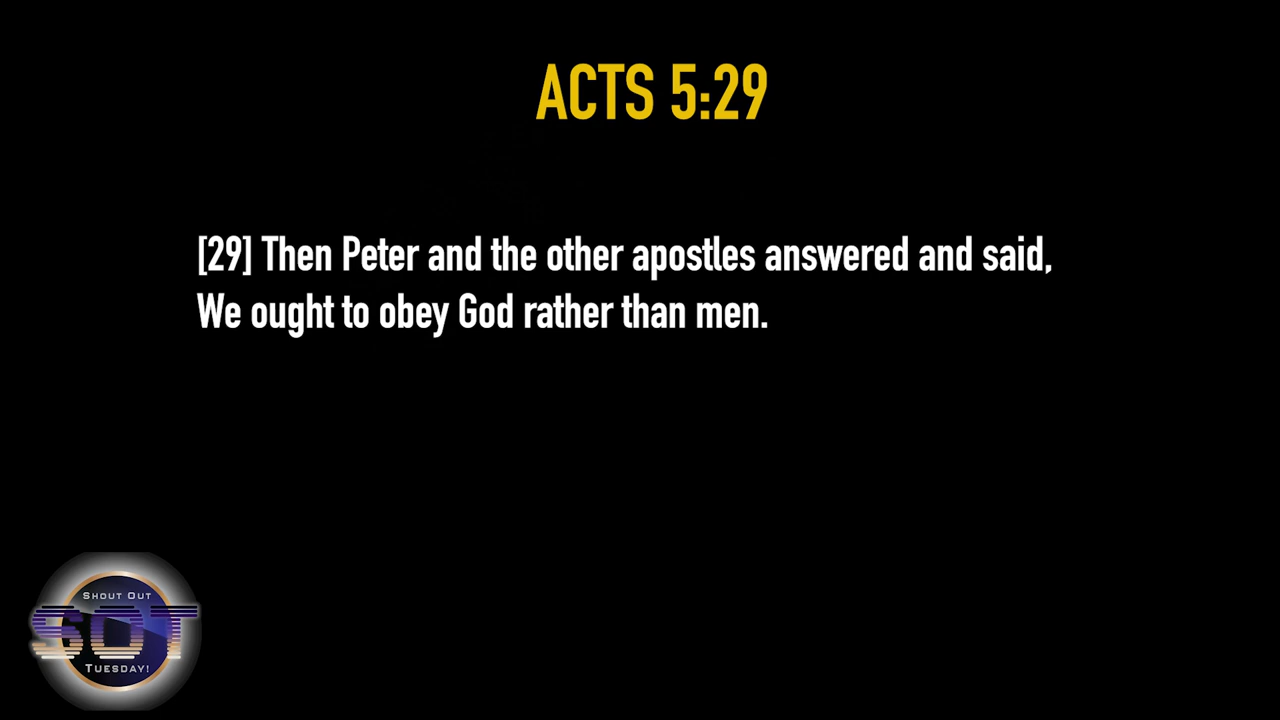 ACTS 5:29
[29] Then Peter and the other apostles answered and said,
We ought to obey God rather than men.
Shout Out
SOT
Tuesday!